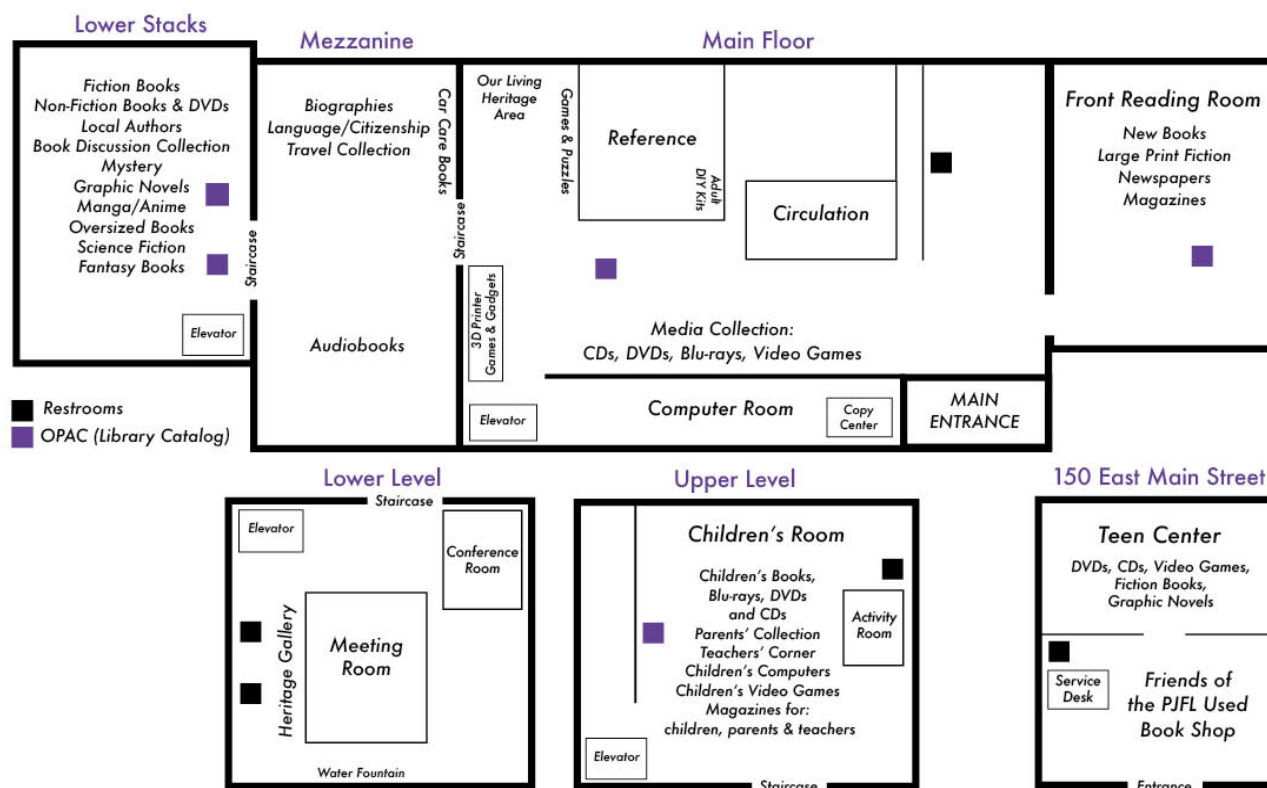 Lower Stacks
Fiction Books
Non-Fiction Books & DVDs
Local Authors
Book Discussion Collection
Mystery
Graphic Novels
Manga/Anime
Oversized Books
Science Fiction
Fantasy Books
Staircase
Elevator
Mezzanine
Biographies
Language/Citizenship
Travel Collection
Car Care Books
Audiobooks
Staircase
Main Floor
Our Living
Heritage
Area
Games & Puzzles
Reference
Adult
DIY Kits
Circulation
3D Printer
Games & Gadgets
Media Collection:
CDs, DVDs, Blu-rays, Video Games
Elevator
Computer Room
Copy
Center
MAIN
ENTRANCE
Front Reading Room
New Books
Large Print Fiction
Newspapers
Magazines
Restrooms
OPAC (Library Catalog)
Lower Level
Staircase
Elevator
Conference
Room
Heritage Gallery
Meeting
Room
Water Fountain
Upper Level
Children's Room
Children's Books,
Blu-rays, DVDs
and CDs
Parents' Collection
Teachers' Corner
Children's Computers
Children's Video Games
Magazines for:
children, parents & teachers
Activity
Room
Elevator
Staircase
150 East Main Street
Teen Center
DVDs, CDs, Video Games,
Fiction Books,
Graphic Novels
Service
Desk
Friends of
the PJFL Used
Book Shop
Entrance